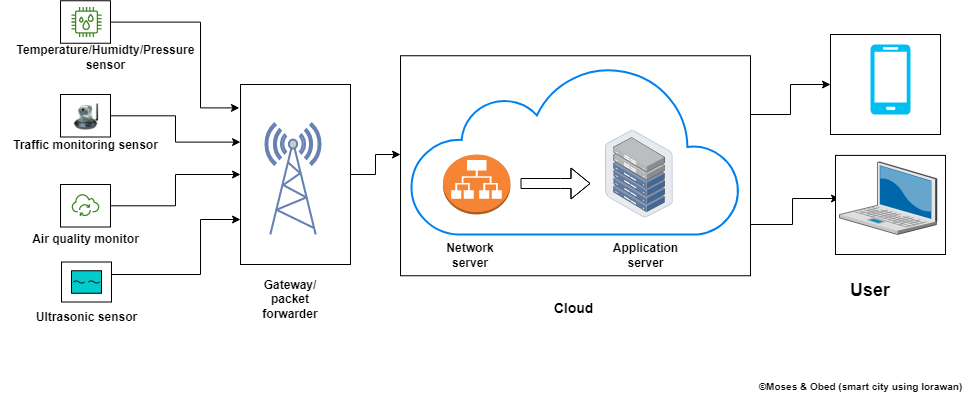 Temperature/Humidty/Pressure
sensor
Traffic monitoring sensor
Air quality monitor
Ultrasonic sensor
Gateway/
packet
forwarder
Network
server
Application
server
Cloud
User
©Moses & Obed (smart city using lorawan)